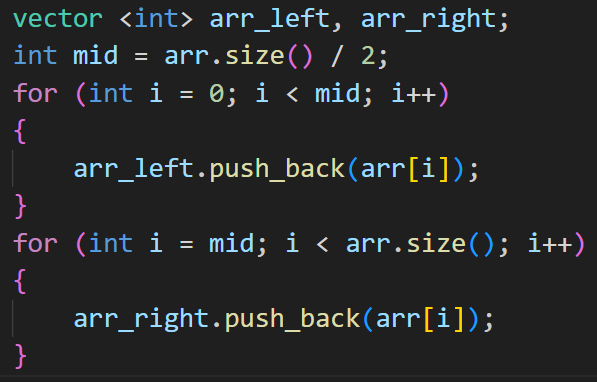 vector <int> arr_left, arr_right;
int mid = arr.size() / 2;
for (int i = 0; i < mid; i++)
{
    arr_left.push_back(arr[i]);
}
for (int i = mid; i < arr.size(); i++)
{
    arr_right.push_back(arr[i]);
}